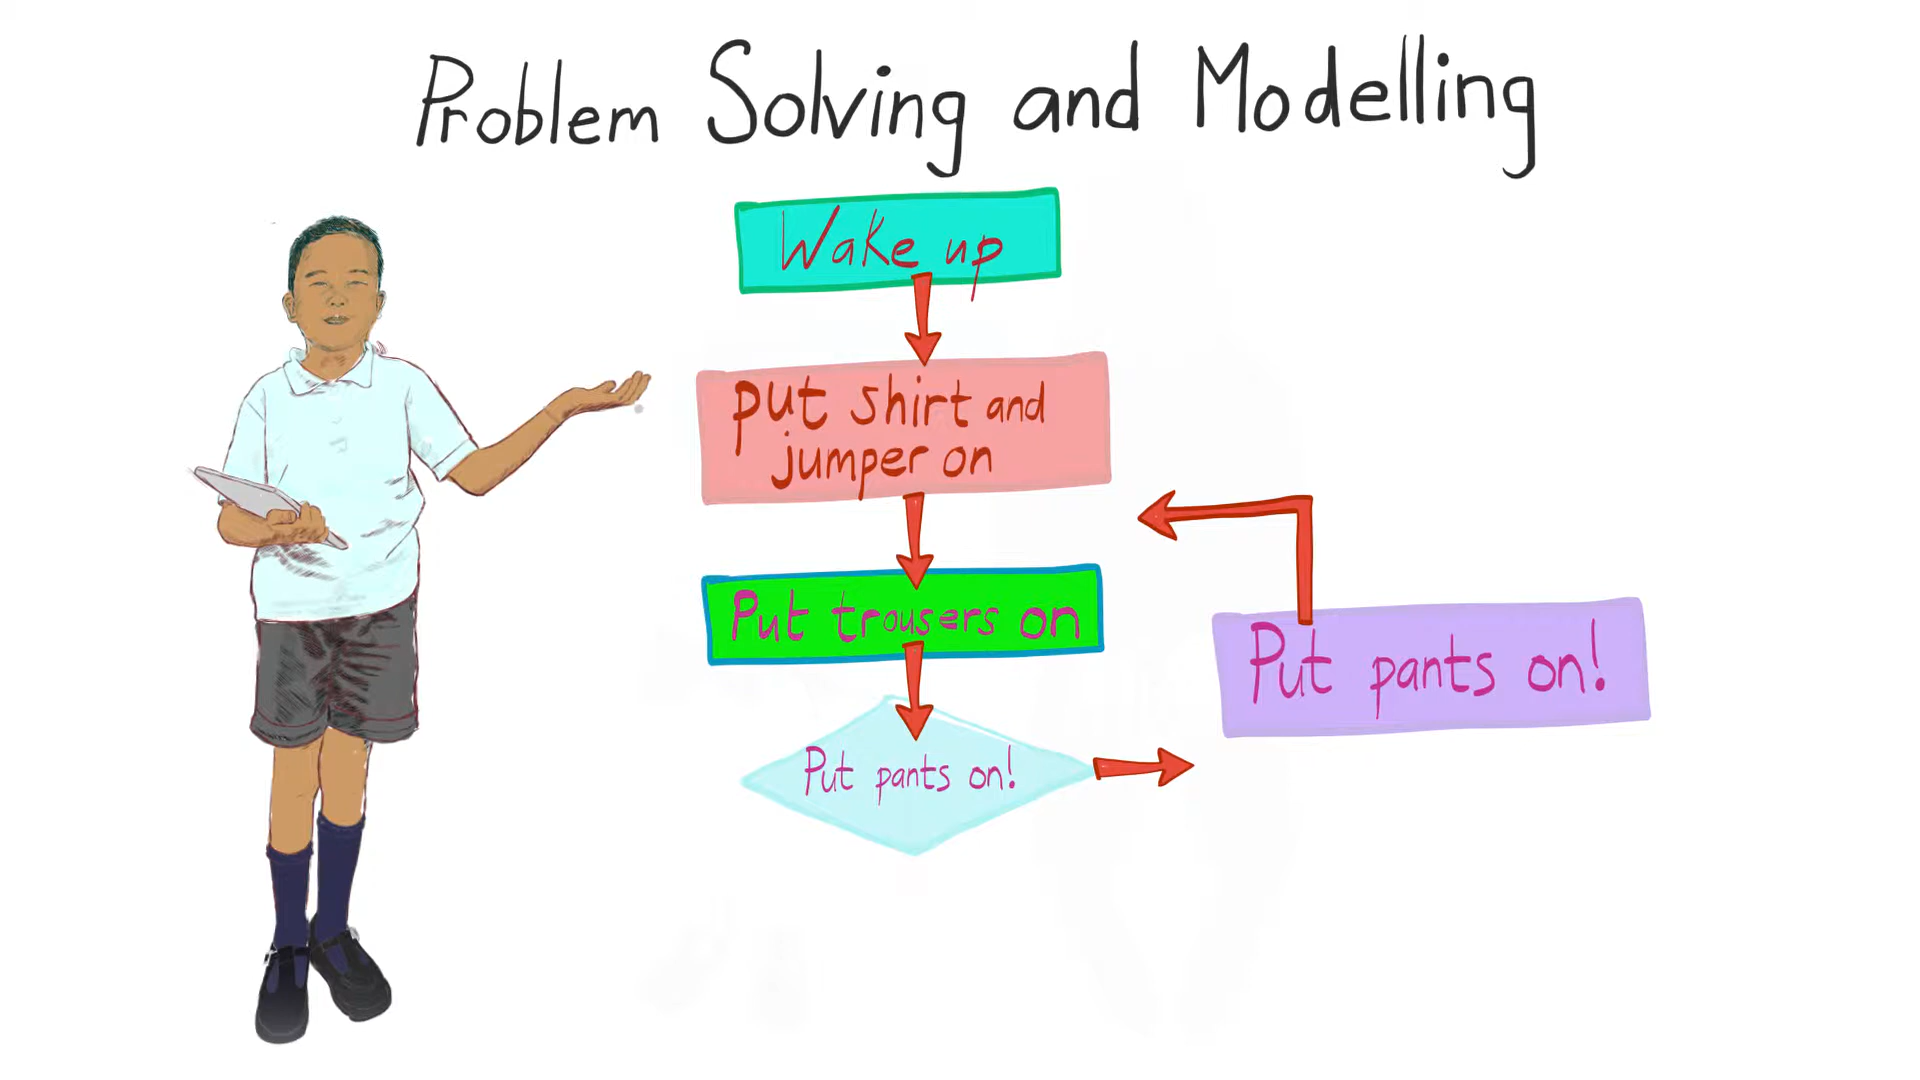 Problem Solving and Modelling
Wake up
put shirt and
jumper on
Put trousers on
Put pants on!
Put pants on!